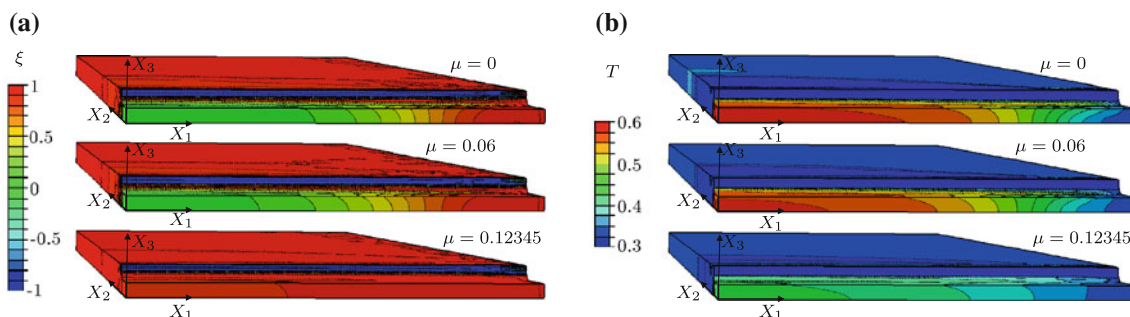 (a)
ξ
1
0.5
0
-0.5
-1
X₃
μ = 0
X₂
X₁
X₃
μ = 0.06
X₂
X₁
X₃
μ = 0.12345
X₂
X₁
(b)
T
0.6
0.5
0.4
0.3
X₃
μ = 0
X₂
X₁
X₃
μ = 0.06
X₂
X₁
X₃
μ = 0.12345
X₂
X₁